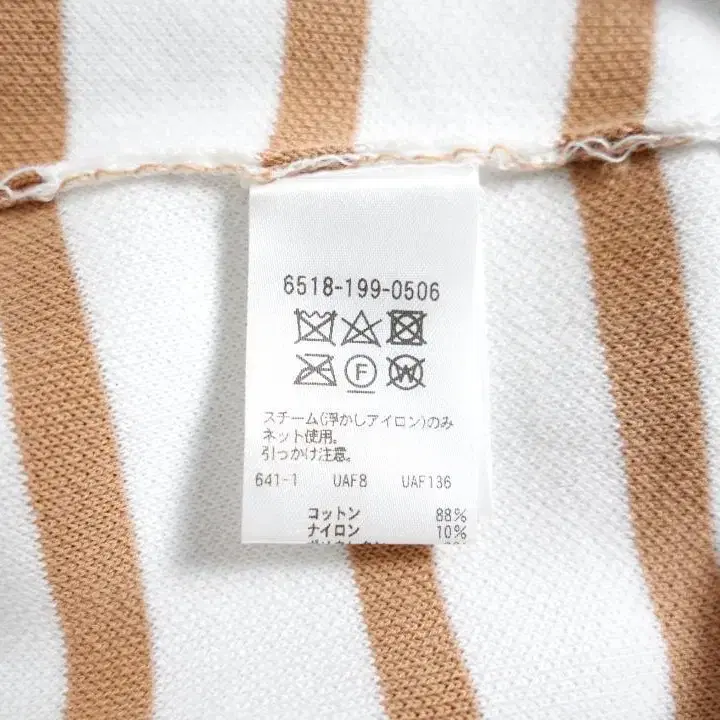 6518-199-0506
F
W
スチーム(浮かしアイロン)のみ
ネット使用。
引っかけ注意。
641-1 UAF8 UAF136
コットン 88%
ナイロン 10%